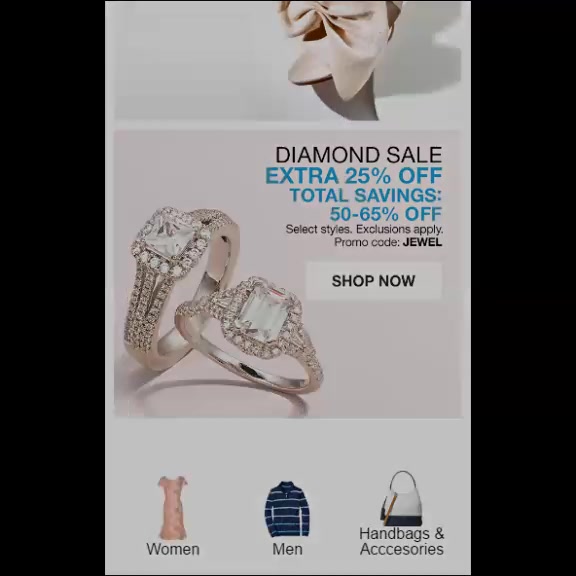 DIAMOND SALE
EXTRA 25% OFF
TOTAL SAVINGS:
50-65% OFF
Select styles. Exclusions apply.
Promo code: JEWEL
SHOP NOW
Women
Men
Handbags &
Acccesories